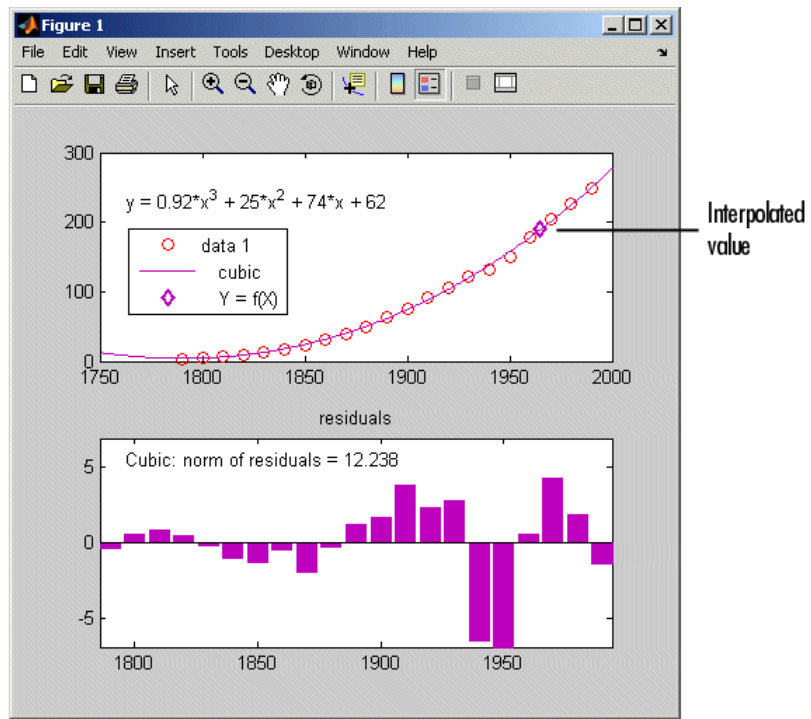 Figure 1
File Edit View Insert Tools Desktop Window Help
300
200
100
0
y = 0.92*x³ + 25*x² + 74*x + 62
data 1
cubic
Y = f(X)
Interpolated
value
1750 1800 1850 1900 1950 2000
residuals
Cubic: norm of residuals = 12.238
5
0
-5
1800 1850 1900 1950